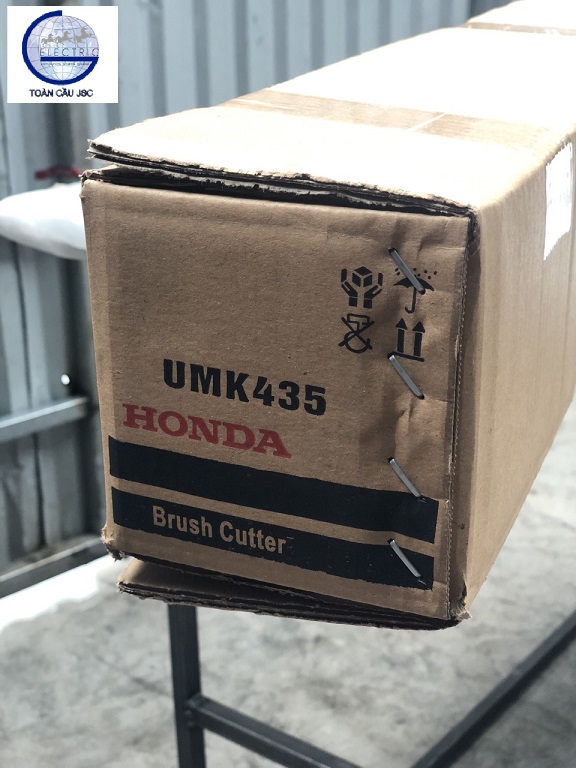 ELECTRIC
TOÀN CẦU JSC
UMK435
HONDA
Brush Cutter